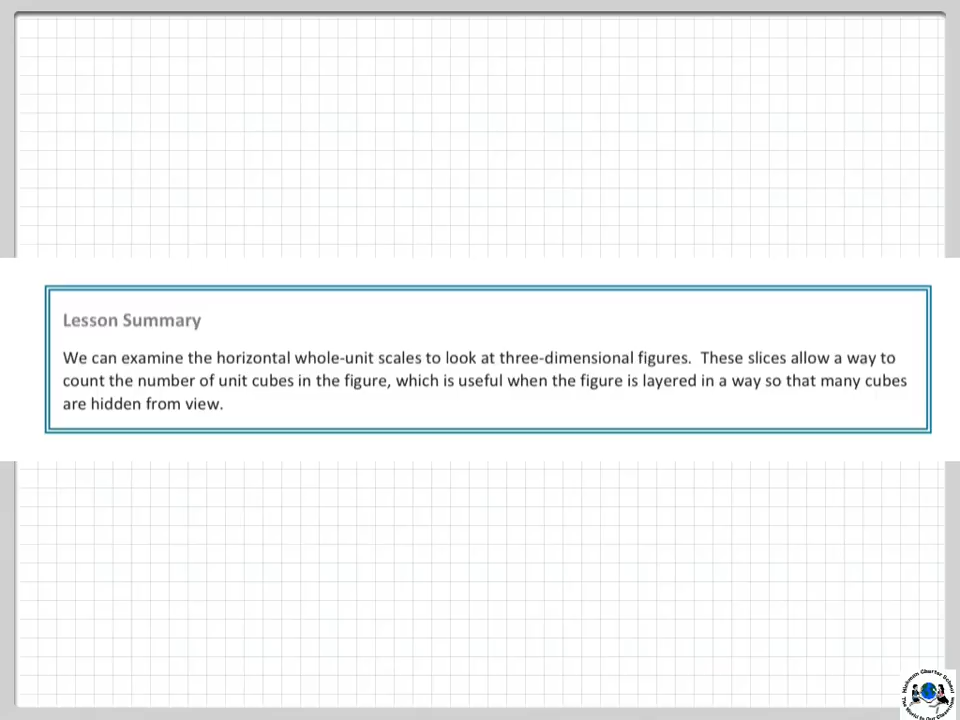 Lesson Summary
We can examine the horizontal whole-unit scales to look at three-dimensional figures.  These slices allow a way to
count the number of unit cubes in the figure, which is useful when the figure is layered in a way so that many cubes
are hidden from view.
Charter School